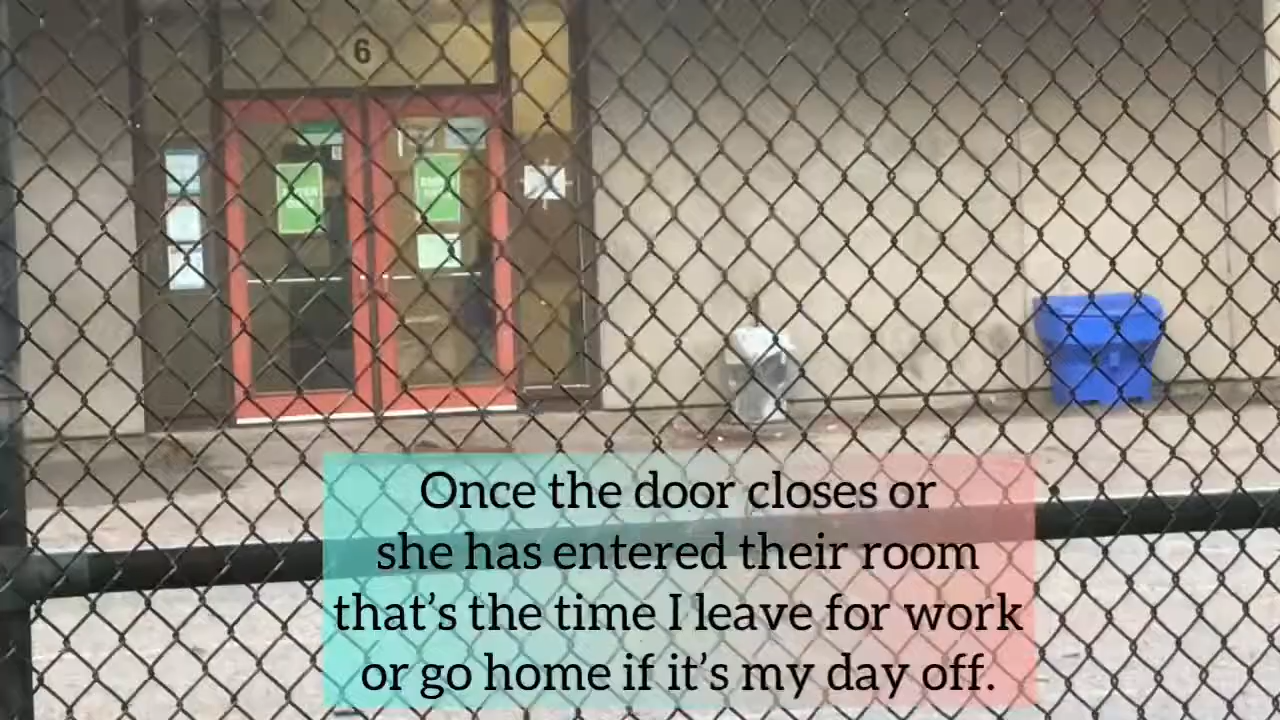 6
Once the door closes or
she has entered their room
that's the time I leave for work
or go home if it's my day off.